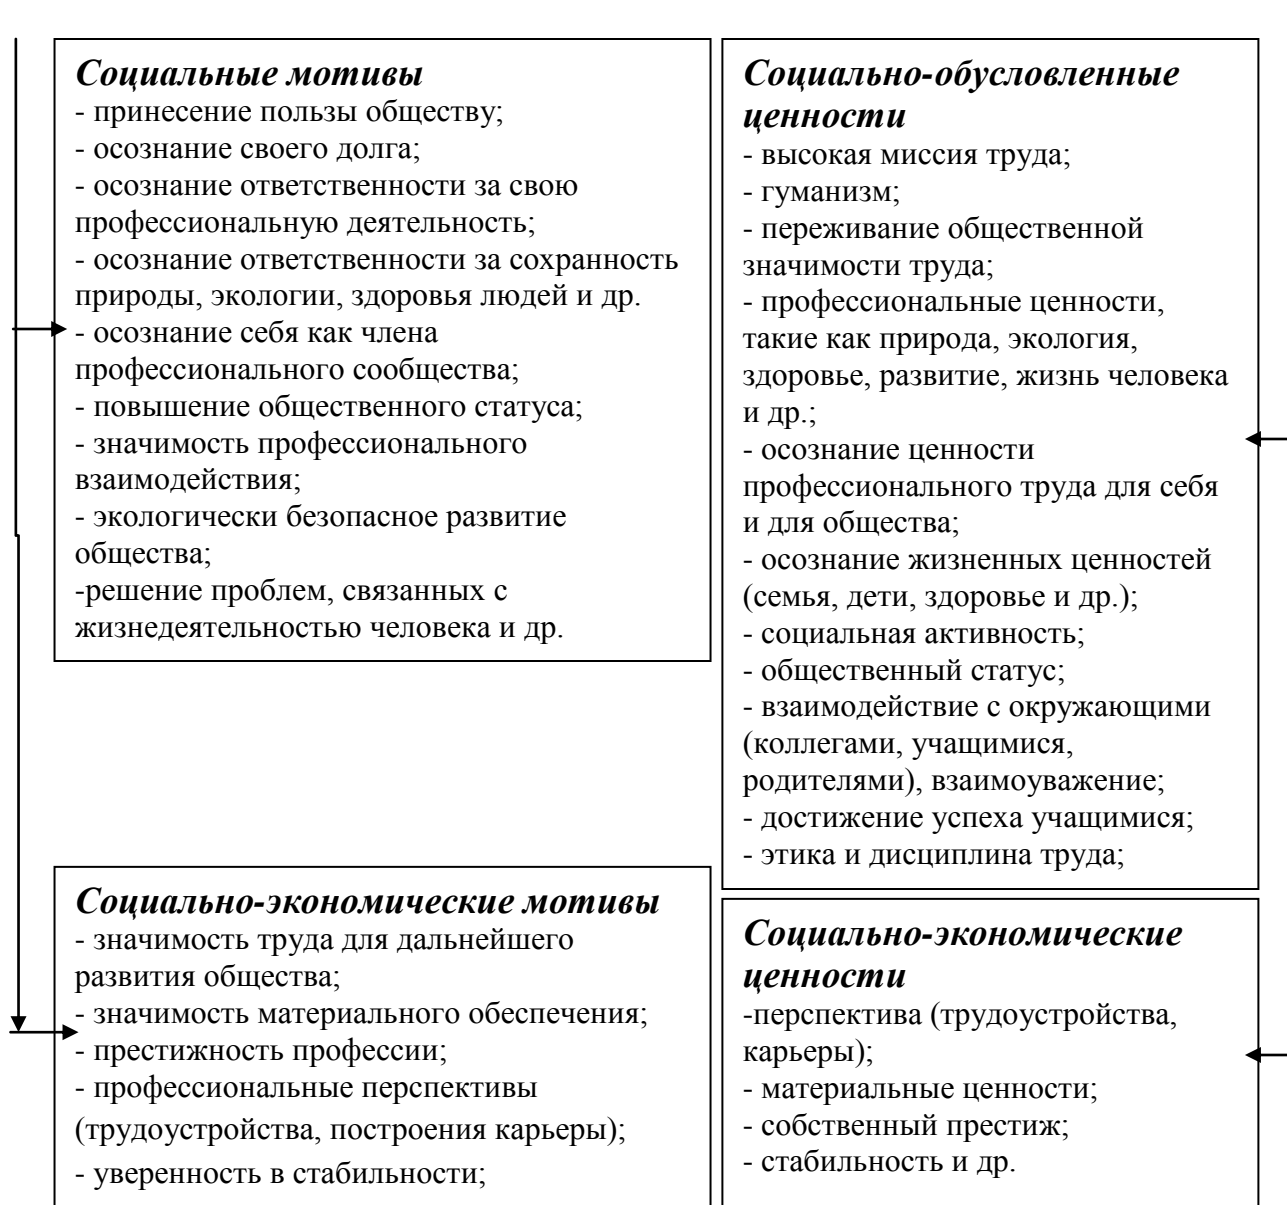 Социальные мотивы
- принесение пользы обществу;
- осознание своего долга;
- осознание ответственности за свою
профессиональную деятельность;
- осознание ответственности за сохранность
природы, экологии, здоровья людей и др.
- осознание себя как члена
профессионального сообщества;
- повышение общественного статуса;
- значимость профессионального
взаимодействия;
- экологически безопасное развитие
общества;
-решение проблем, связанных с
жизнедеятельностью человека и др.
Социально-обусловленные
ценности
- высокая миссия труда;
- гуманизм;
- переживание общественной
значимости труда;
- профессиональные ценности,
такие как природа, экология,
здоровье, развитие, жизнь человека
и др.;
- осознание ценности
профессионального труда для себя
и для общества;
- осознание жизненных ценностей
(семья, дети, здоровье и др.);
- социальная активность;
- общественный статус;
- взаимодействие с окружающими
(коллегами, учащимися,
родителями), взаимоуважение;
- достижение успеха учащимися;
- этика и дисциплина труда;
Социально-экономические мотивы
- значимость труда для дальнейшего
развития общества;
- значимость материального обеспечения;
- престижность профессии;
- профессиональные перспективы
(трудоустройства, построения карьеры);
- уверенность в стабильности;
Социально-экономические
ценности
-перспектива (трудоустройства,
карьеры);
- материальные ценности;
- собственный престиж;
- стабильность и др.